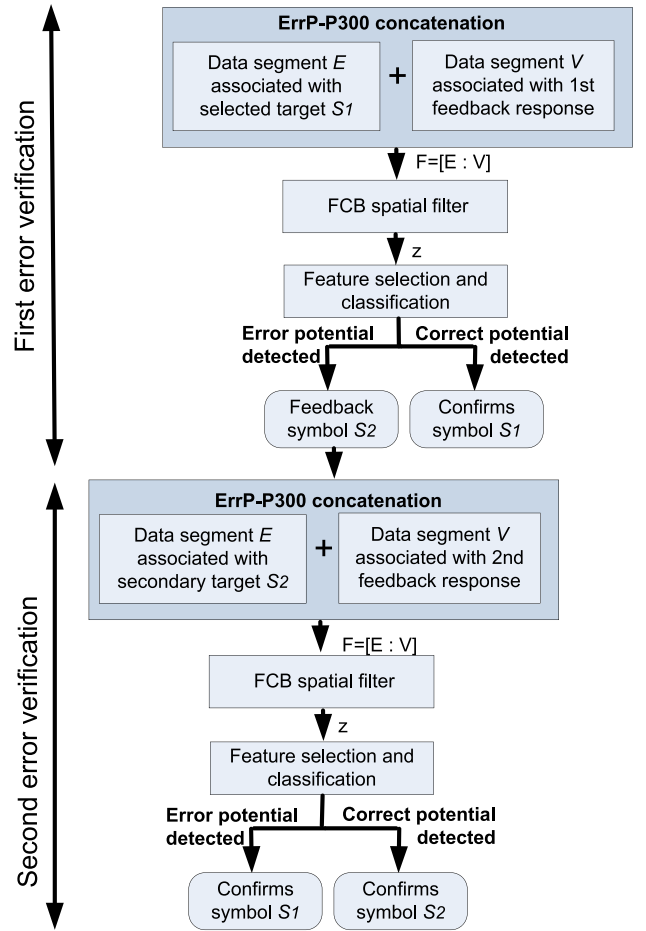 First error verification
ErrP-P300 concatenation
Data segment E
associated with
selected target S1
+
Data segment V
associated with 1st
feedback response
F=[E : V]
FCB spatial filter
z
Feature selection and
classification
Error potential
detected
Correct potential
detected
Feedback
symbol S2
Confirms
symbol S1
Second error verification
ErrP-P300 concatenation
Data segment E
associated with
secondary target S2
+
Data segment V
associated with 2nd
feedback response
F=[E : V]
FCB spatial filter
z
Feature selection and
classification
Error potential
detected
Correct potential
detected
Confirms
symbol S1
Confirms
symbol S2